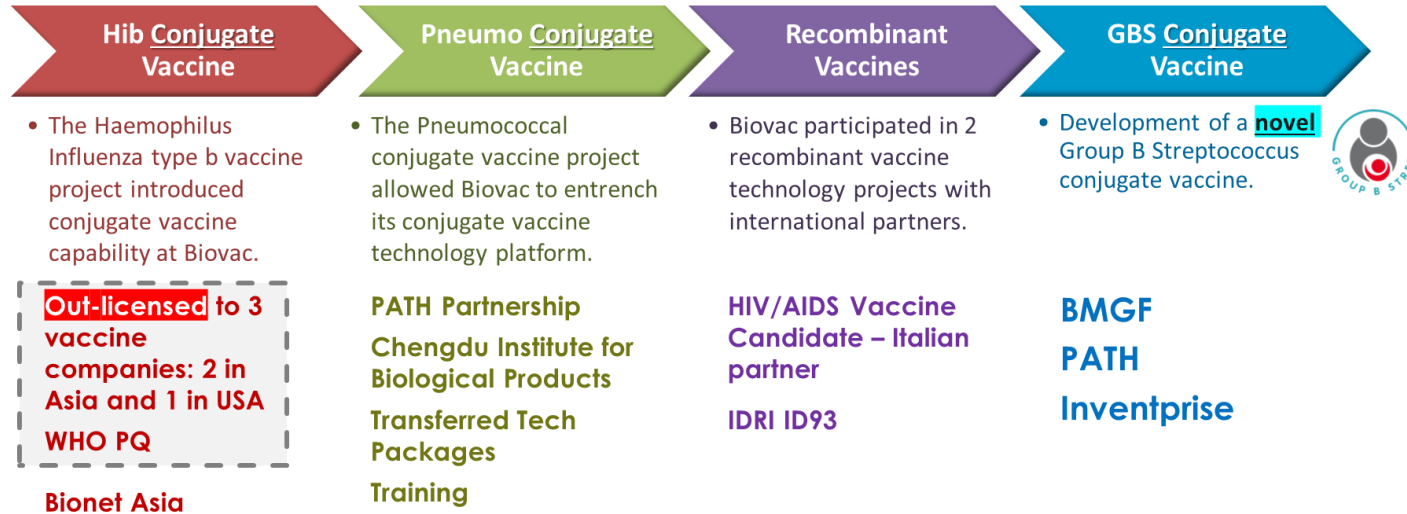 Hib Conjugate
Vaccine
Pneumo Conjugate
Vaccine
Recombinant
Vaccines
GBS Conjugate
Vaccine
• The Haemophilus
Influenza type b vaccine
project introduced
conjugate vaccine
capability at Biovac.
Out-licensed to 3
vaccine
companies: 2 in
Asia and 1 in USA
WHO PQ
Bionet Asia
• The Pneumococcal
conjugate vaccine project
allowed Biovac to entrench
its conjugate vaccine
technology platform.
PATH Partnership
Chengdu Institute for
Biological Products
Transferred Tech
Packages
Training
• Biovac participated in 2
recombinant vaccine
technology projects with
international partners.
HIV/AIDS Vaccine
Candidate – Italian
partner
IDRI ID93
• Development of a novel
Group B Streptococcus
conjugate vaccine.
GROUP B STR
BMGF
PATH
Inventprise